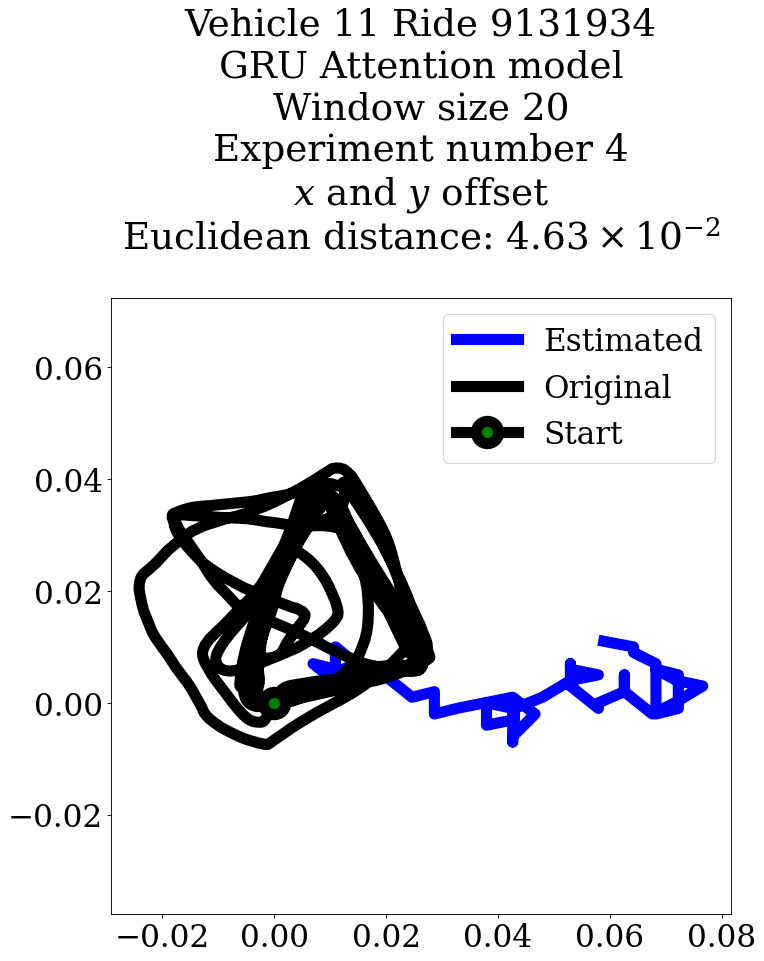 Vehicle 11 Ride 9131934
GRU Attention model
Window size 20
Experiment number 4
x and y offset
Euclidean distance: 4.63 × 10⁻²
Estimated
Original
Start
0.06
0.04
0.02
0.00
−0.02
−0.02 0.00 0.02 0.04 0.06 0.08